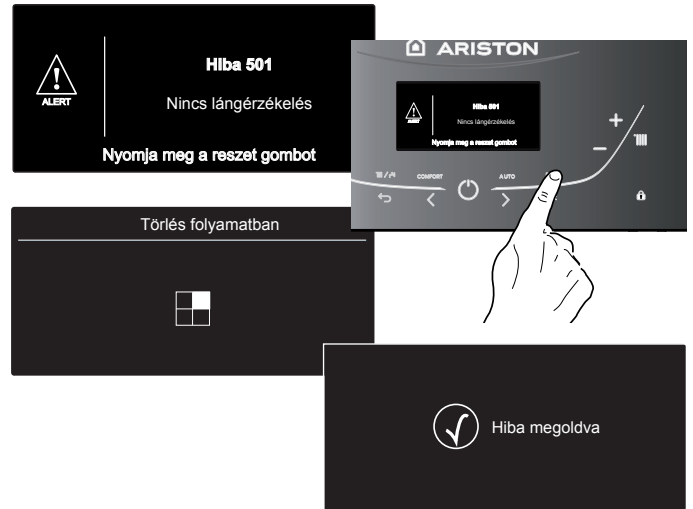 Hiba 501
ALERT
Nincs lángérzékelés
Nyomja meg a reszet gombot
ARISTON
Hiba 501
ALERT
Nincs lángérzékelés
Nyomja meg a reszet gombot
COMFORT
AUTO
Törlés folyamatban
Hiba megoldva